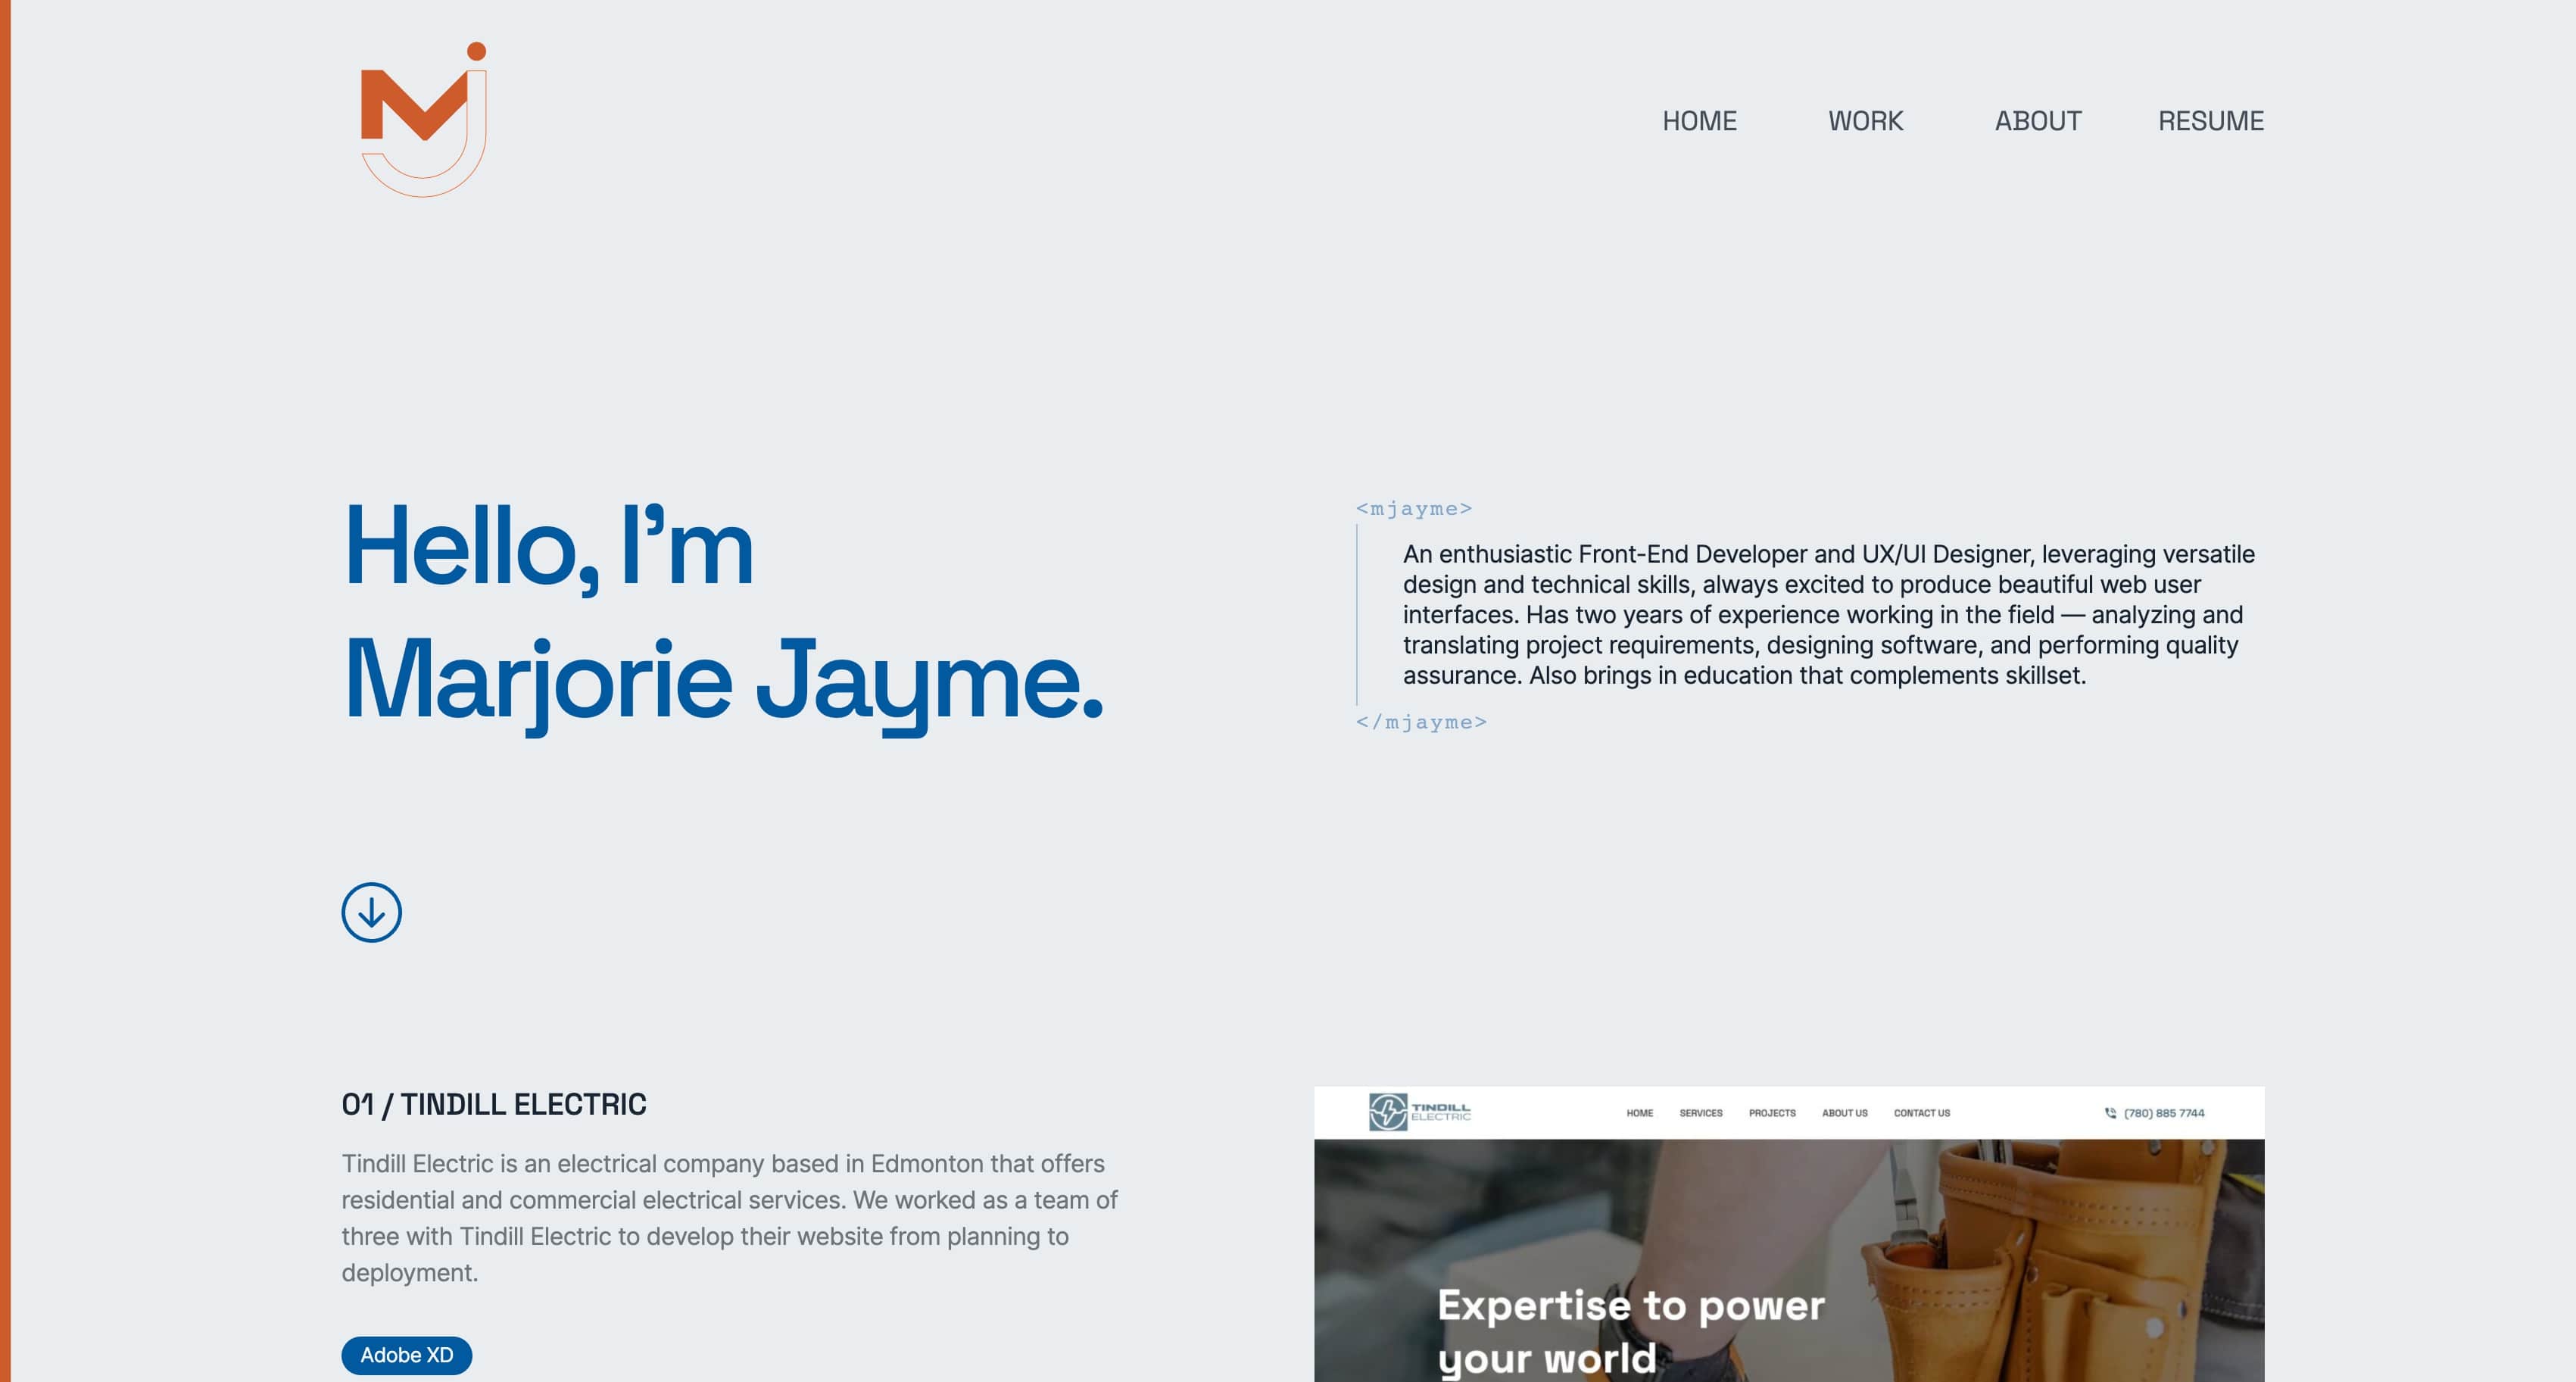 Mj
HOME WORK ABOUT RESUME
Hello, I’m
Marjorie Jayme.
<mjayme>
An enthusiastic Front-End Developer and UX/UI Designer, leveraging versatile
design and technical skills, always excited to produce beautiful web user
interfaces. Has two years of experience working in the field — analyzing and
translating project requirements, designing software, and performing quality
assurance. Also brings in education that complements skillset.
</mjayme>
01 / TINDILL ELECTRIC
Tindill Electric is an electrical company based in Edmonton that offers
residential and commercial electrical services. We worked as a team of
three with Tindill Electric to develop their website from planning to
deployment.
Adobe XD
TINDILL
ELECTRIC
HOME SERVICES PROJECTS ABOUT US CONTACT US
(780) 885 7744
Expertise to power
your world